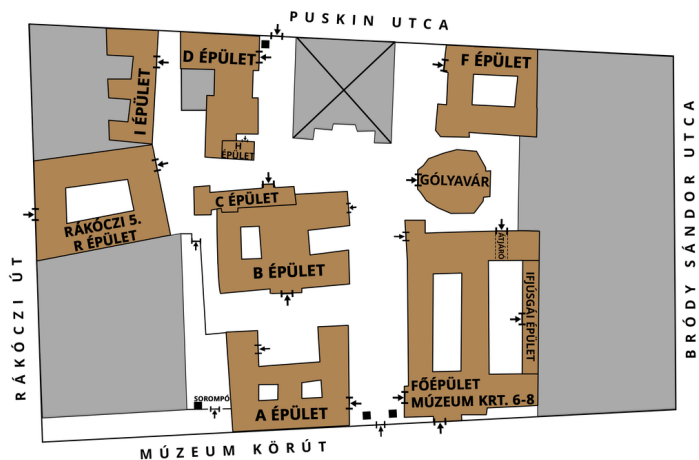 PUSKIN UTCA
D ÉPÜLET
F ÉPÜLET
I ÉPÜLET
H
ÉPÜLET
GÓLYAVÁR
C ÉPÜLET
RÁKÓCZI 5.
R ÉPÜLET
ÁTJÁRÓ
B ÉPÜLET
IFJÚSGÁI ÉPÜLET
BRÓDY SÁNDOR UTCA
RÁKÓCZI ÚT
SOROMPÓ
A ÉPÜLET
FŐÉPÜLET
MÚZEUM KRT. 6-8
MÚZEUM KÖRÚT